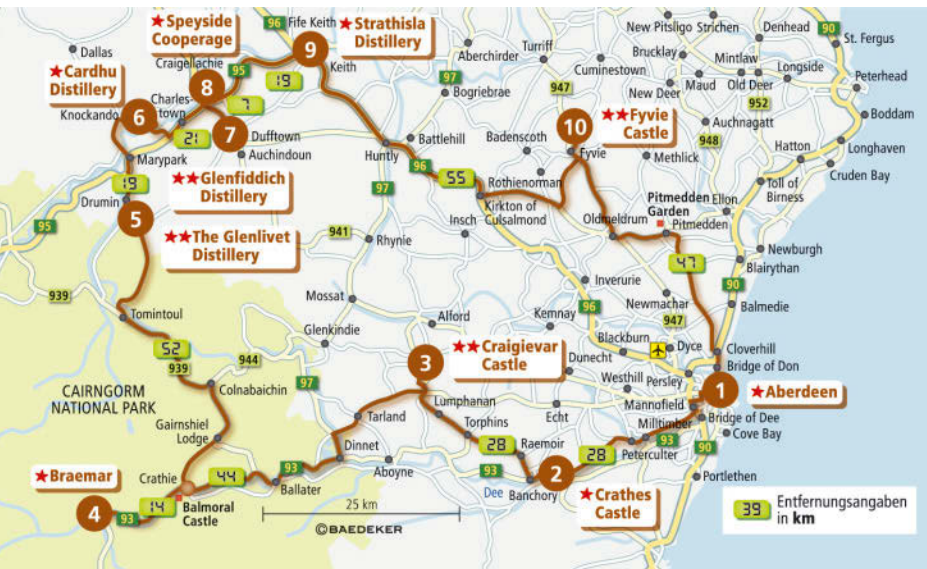 96
Fife Keith
90
St. Fergus
New Pitsligo
Strichen
Denhead
★Speyside
Cooperage
★Strathisla
Distillery
Dallas
Craigellachie
95
9
Keith
19
Aberchirder
Turriff
Cuminestown
Brucklay
Mintlaw
Longside
Peterhead
★Cardhu
Distillery
97
Bogriebrae
947
New Deer
Maud
Old Deer
952
Boddam
Charles-
town
8
7
Knockando
6
21
7
Dufftown
Auchindoun
Battlehill
Huntly
Badenscoth
10
★★Fyvie
Castle
Fyvie
Auchnagatt
948
Methlick
Hatton
Longhaven
Cruden Bay
Marypark
19
★★Glenfiddich
Distillery
96
55
Rothienorman
Kirkton of
Culsalmond
Insch
Pitmedden
Garden
Ellon
Toll of
Birness
Drumin
5
97
95
★★The Glenlivet
Distillery
941
Rhynie
Oldmeldrum
Pitmedden
47
Newburgh
Blairythan
939
Mossat
Inverurie
90
Tomintoul
Alford
Kemnay
96
Newmachar
947
Balmedie
Glenkindie
52
939
944
97
3
★★Craigievar
Castle
Blackburn
Dunecht
Dyce
Cloverhill
Bridge of Don
CAIRNGORM
NATIONAL PARK
Colnabaichin
Westhill
Persley
1
★Aberdeen
Lumphanan
Echt
Mannofield
Bridge of Dee
Gairnshiel
Lodge
Tarland
Torphins
Milltimber
Cove Bay
Dinnet
28
Raemoir
28
93
Peterculter
90
★Braemar
Crathie
44
93
Aboyne
93
2
Portlethen
Ballater
Dee
Banchory
★Crathes
Castle
4
93
14
Balmoral
Castle
25 km
©BAEDEKER
39
Entfernungsangaben
in km